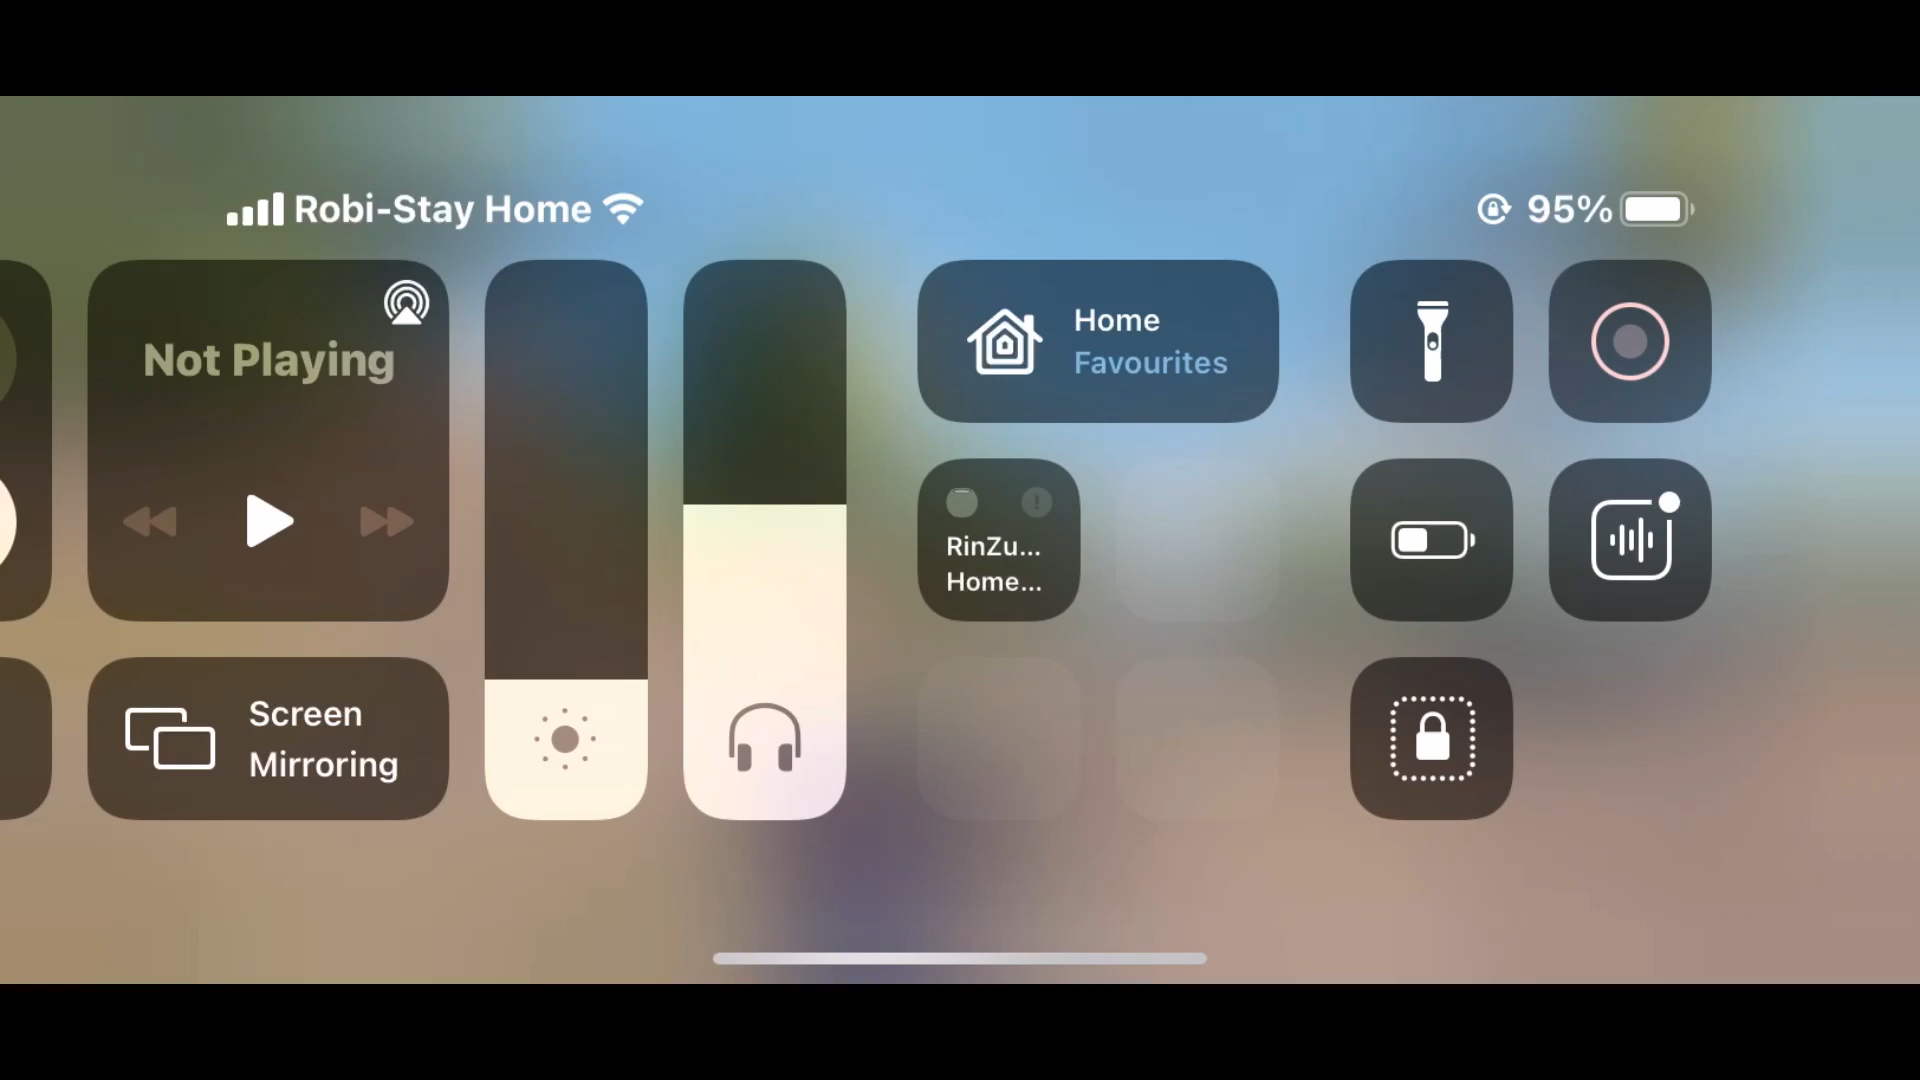 Robi-Stay Home
95%
Not Playing
Screen
Mirroring
Home
Favourites
RinZu...
Home...